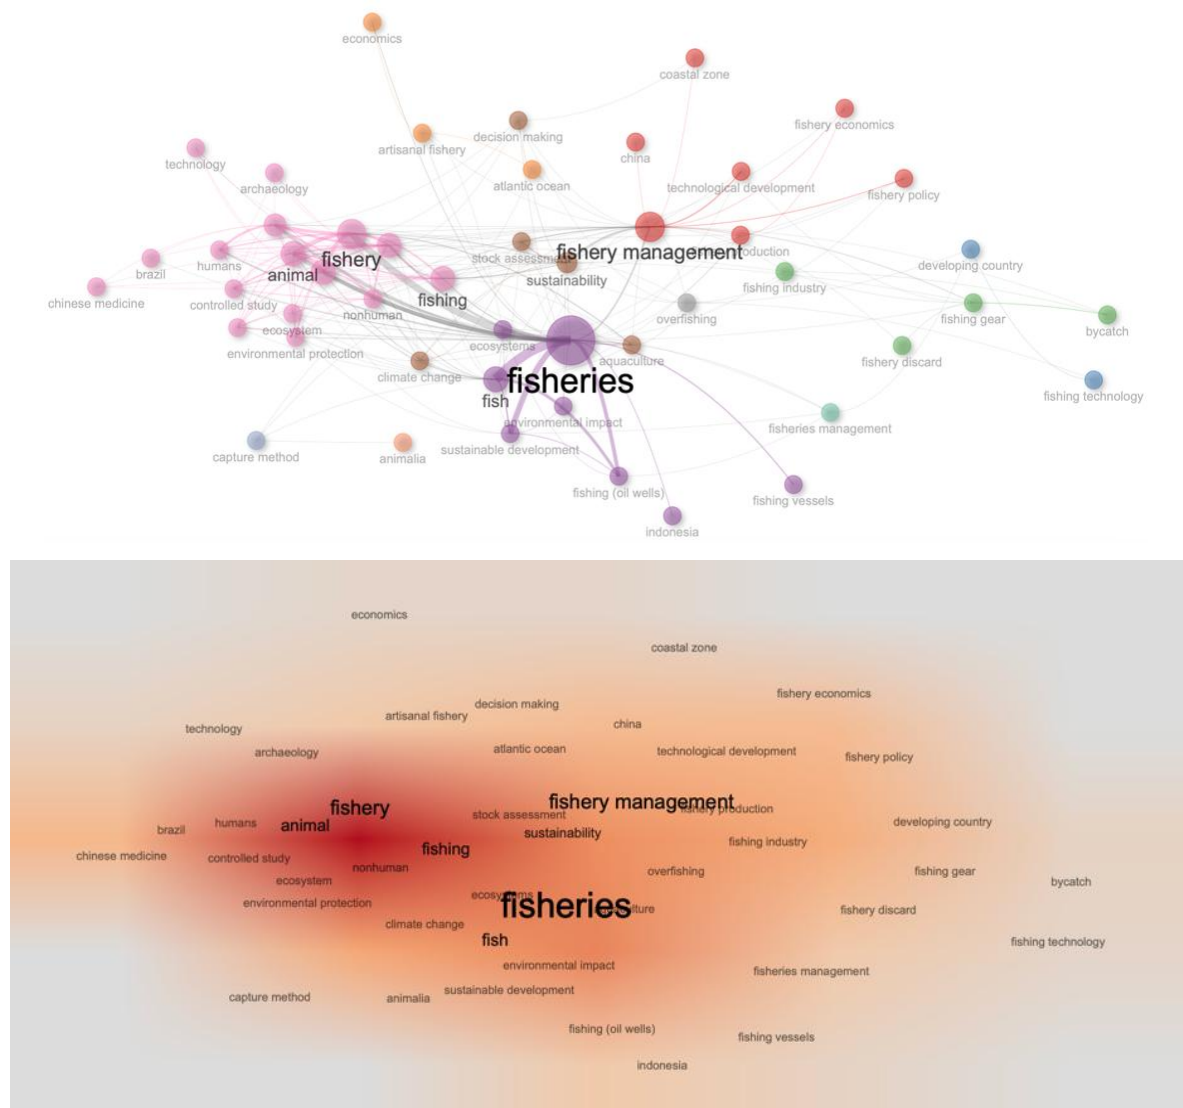 economics
coastal zone
fishery economics
decision making
artisanal fishery
china
technology
archaeology
atlantic ocean
technological development
fishery policy
fishery management
fishery production
stock assessment
fishery
humans
animal
brazil
sustainability
developing country
fishing industry
chinese medicine
controlled study
fishing
nonhuman
overfishing
fishing gear
bycatch
ecosystem
ecosystems
environmental protection
aquaculture
fishery discard
climate change
fisheries
fishing technology
fish
environmental impact
fisheries management
sustainable development
capture method
animalia
fishing (oil wells)
fishing vessels
indonesia
economics
coastal zone
fishery economics
decision making
artisanal fishery
china
technology
archaeology
atlantic ocean
technological development
fishery policy
fishery management
fishery
fishery production
stock assessment
humans
animal
brazil
sustainability
developing country
fishing industry
fishing
chinese medicine
controlled study
nonhuman
overfishing
fishing gear
ecosystem
bycatch
ecosystems
environmental protection
fisheries
aquaculture
fishery discard
climate change
fish
fishing technology
environmental impact
fisheries management
sustainable development
capture method
animalia
fishing (oil wells)
fishing vessels
indonesia